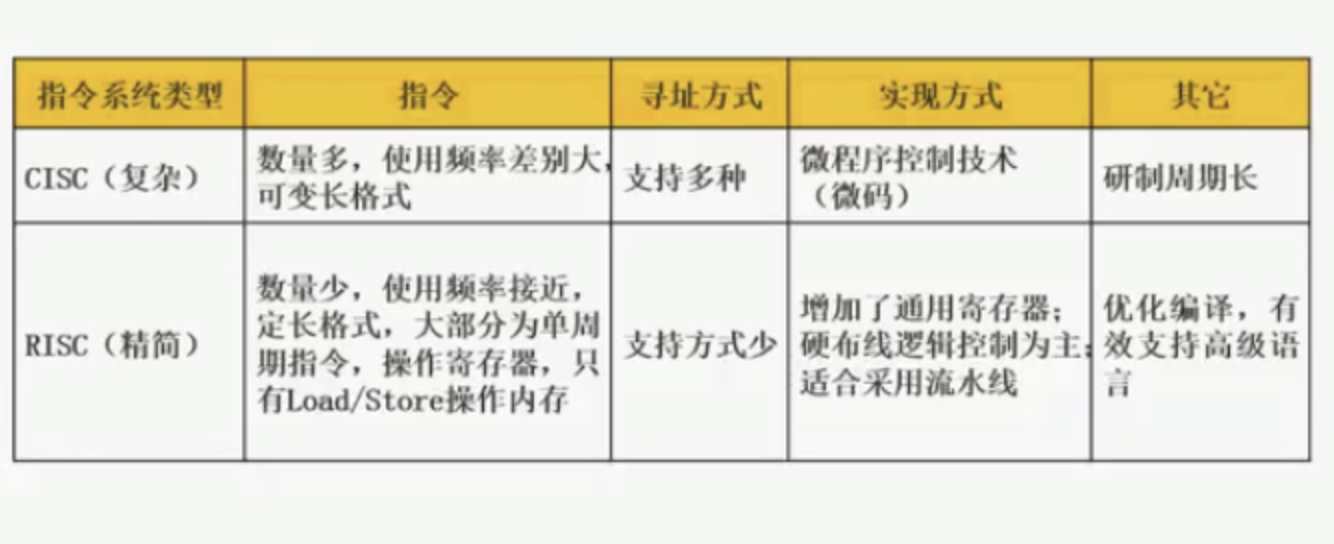 指令系统类型 指令 寻址方式 实现方式 其它
CISC（复杂）
数量多，使用频率差别大，
可变长格式
支持多种
微程序控制技术
（微码）
研制周期长
RISC（精简）
数量少，使用频率接近，
定长格式，大部分为单周
期指令，操作寄存器，只
有Load/Store操作内存
支持方式少
增加了通用寄存器；
硬布线逻辑控制为主；
适合采用流水线
优化编译，有
效支持高级语
言